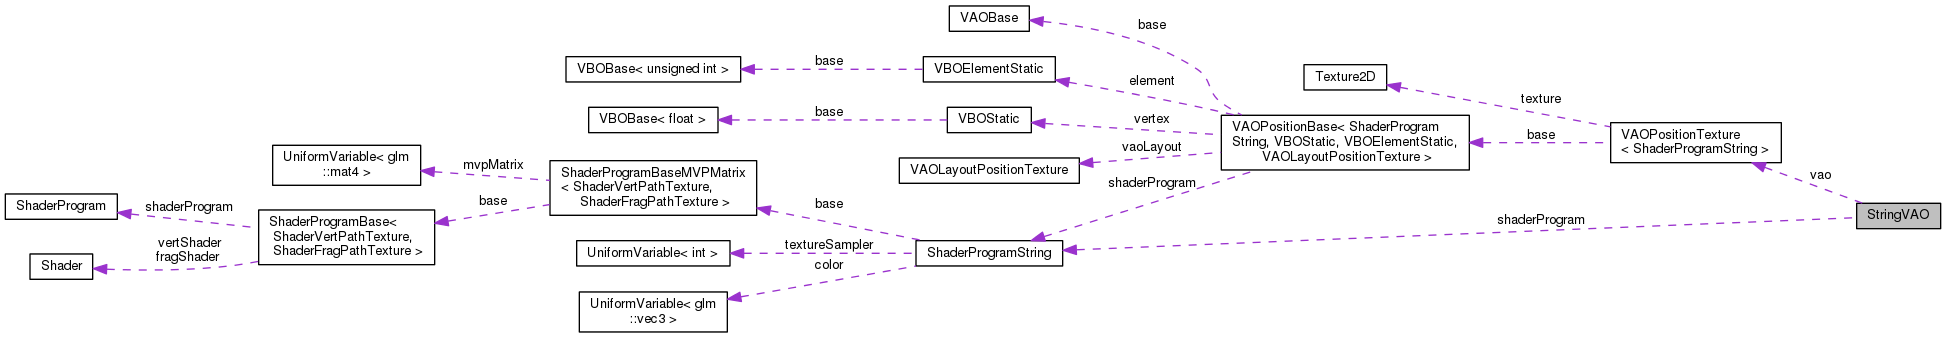 VAOBase
base
VBOBase< unsigned int >
base
VBOElementStatic
element
Texture2D
texture
VBOBase< float >
base
VBOStatic
vertex
VAOPositionBase< ShaderProgram
String, VBOStatic, VBOElementStatic,
VAOLayoutPositionTexture >
base
VAOPositionTexture
< ShaderProgramString >
vao
StringVAO
vaoLayout
VAOLayoutPositionTexture
shaderProgram
shaderProgram
UniformVariable< glm
::mat4 >
mvpMatrix
ShaderProgramBaseMVPMatrix
< ShaderVertPathTexture,
ShaderFragPathTexture >
base
base
ShaderProgram
shaderProgram
ShaderProgramBase<
ShaderVertPathTexture,
ShaderFragPathTexture >
vertShader
fragShader
Shader
UniformVariable< int >
textureSampler
ShaderProgramString
color
UniformVariable< glm
::vec3 >